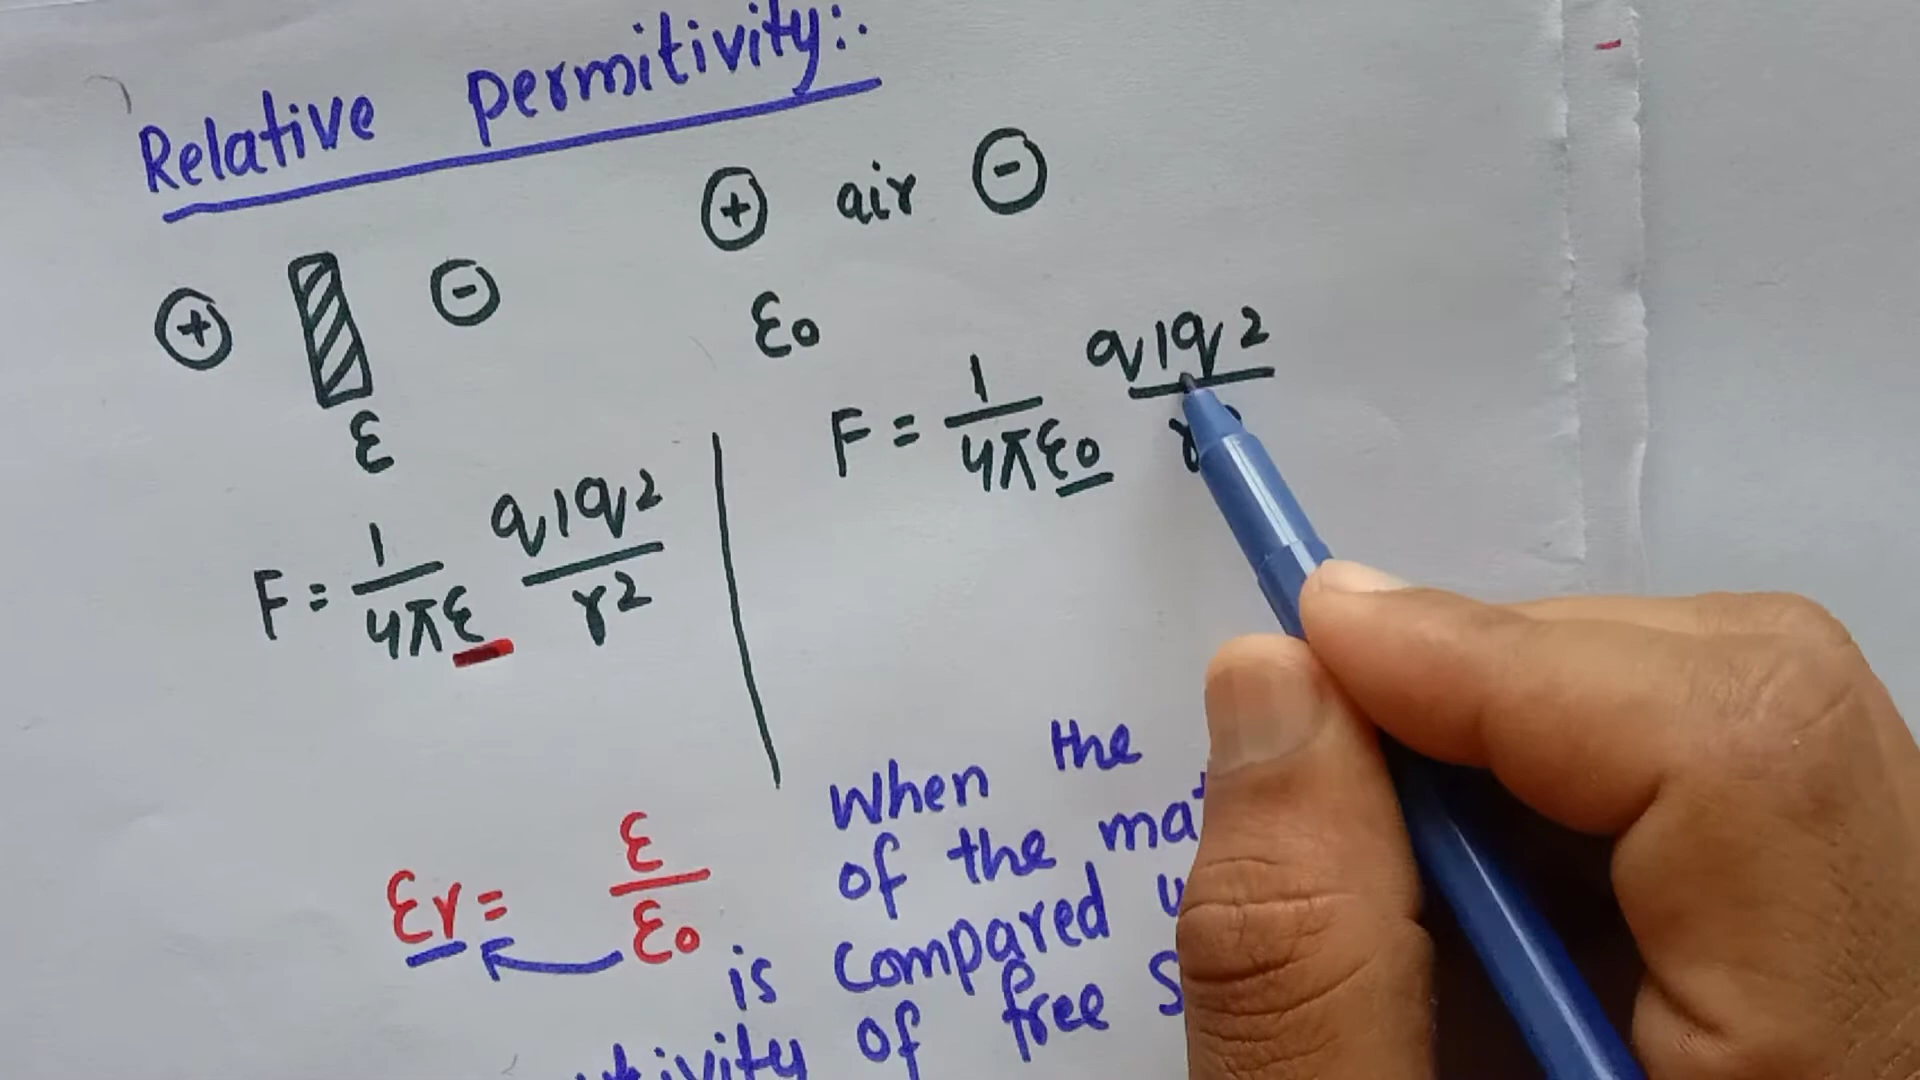 Relative permitivity:.
+ air -
+ -
ε0
ε
F = 1/4πε0 q1q2/r
F = 1/4πε q1q2/r2
εr = ε/ε0
When the
of the
is compared
of free